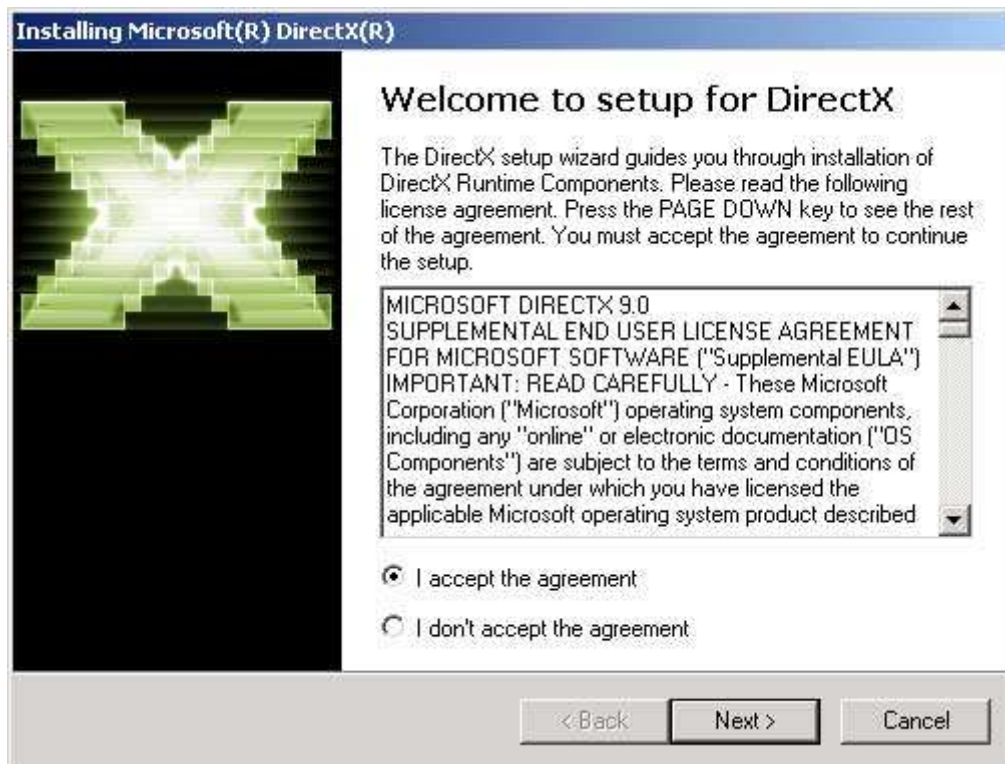 Installing Microsoft(R) DirectX(R)
Welcome to setup for DirectX
The DirectX setup wizard guides you through installation of
DirectX Runtime Components. Please read the following
license agreement. Press the PAGE DOWN key to see the rest
of the agreement. You must accept the agreement to continue
the setup.
MICROSOFT DIRECTX 9.0
SUPPLEMENTAL END USER LICENSE AGREEMENT
FOR MICROSOFT SOFTWARE ("Supplemental EULA")
IMPORTANT: READ CAREFULLY - These Microsoft
Corporation ("Microsoft") operating system components,
including any "online" or electronic documentation ("OS
Components") are subject to the terms and conditions of
the agreement under which you have licensed the
applicable Microsoft operating system product described
I accept the agreement
I don't accept the agreement
< Back
Next >
Cancel